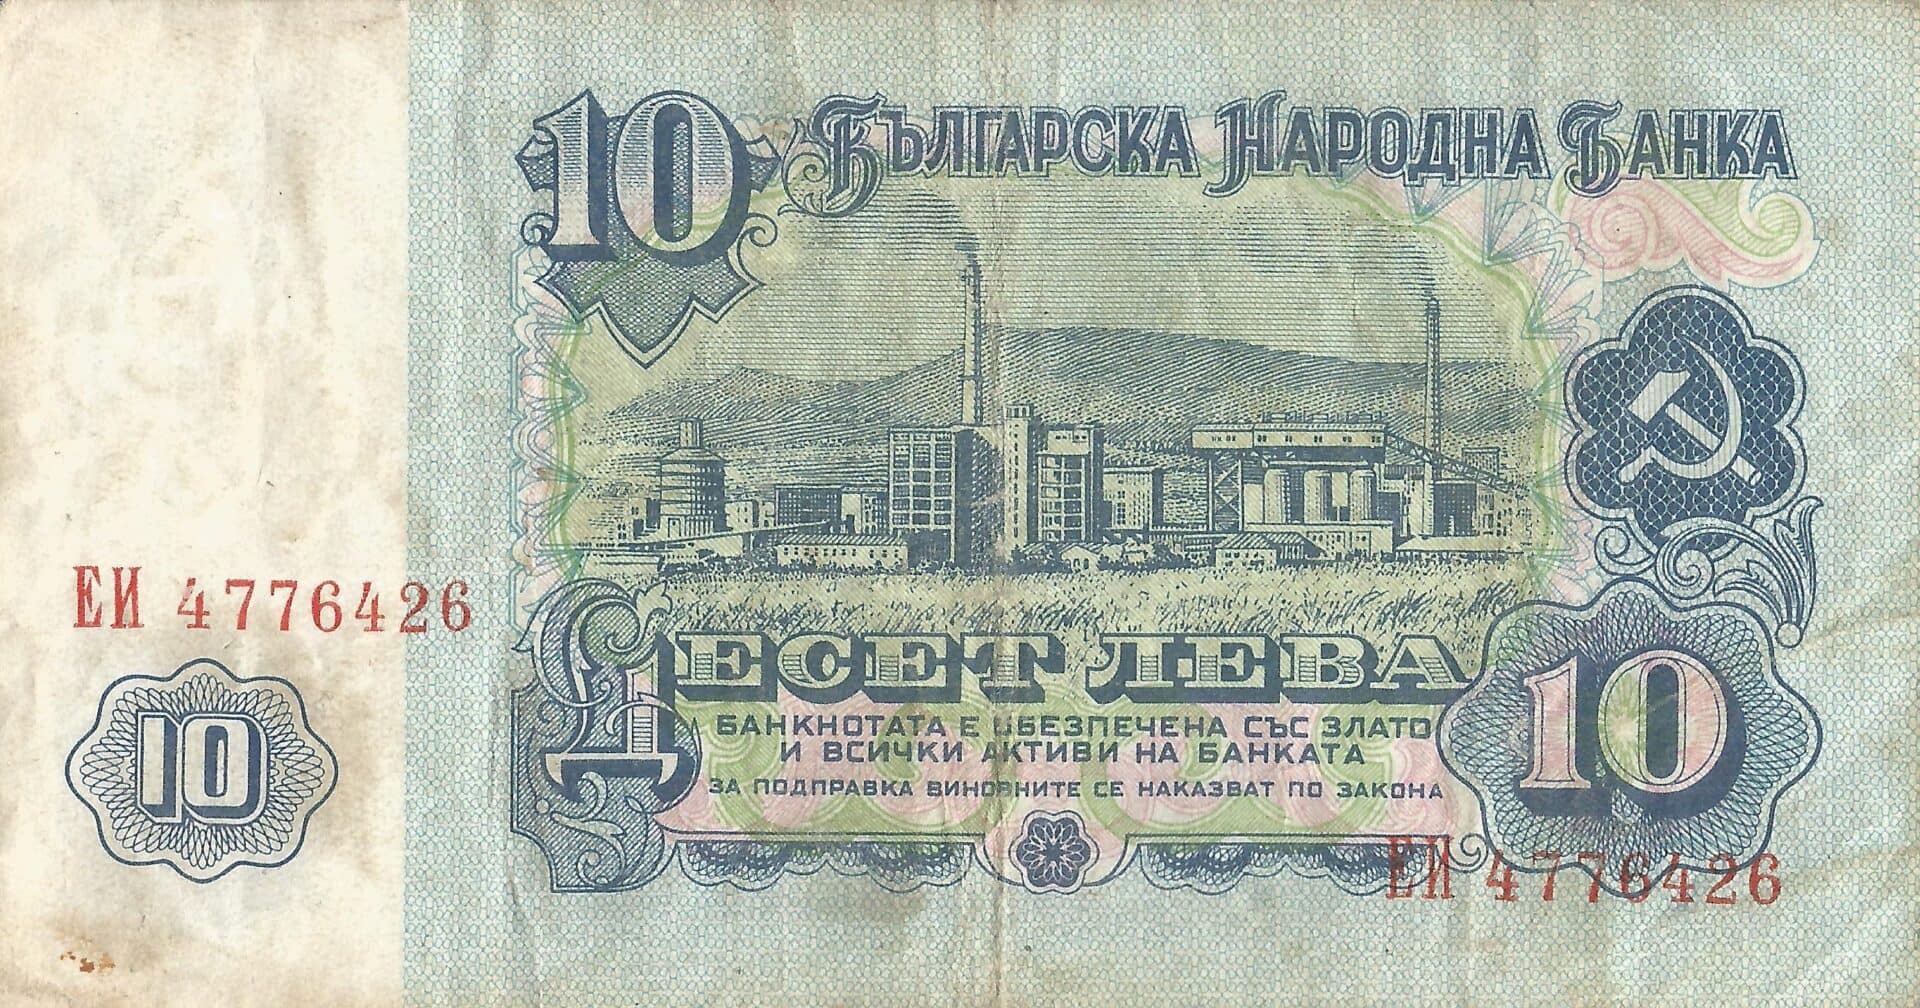 10 Българска Народна Банка
ЕИ 4776426
10
ДЕСЕТ ЛЕВА
БАНКНОТАТА Е ОБЕЗПЕЧЕНА СЪС ЗЛАТО
И ВСИЧКИ АКТИВИ НА БАНКАТА
ЗА ПОДПРАВКА ВИНОВНИТЕ СЕ НАКАЗВАТ ПО ЗАКОНА
10
ЕИ 4776426